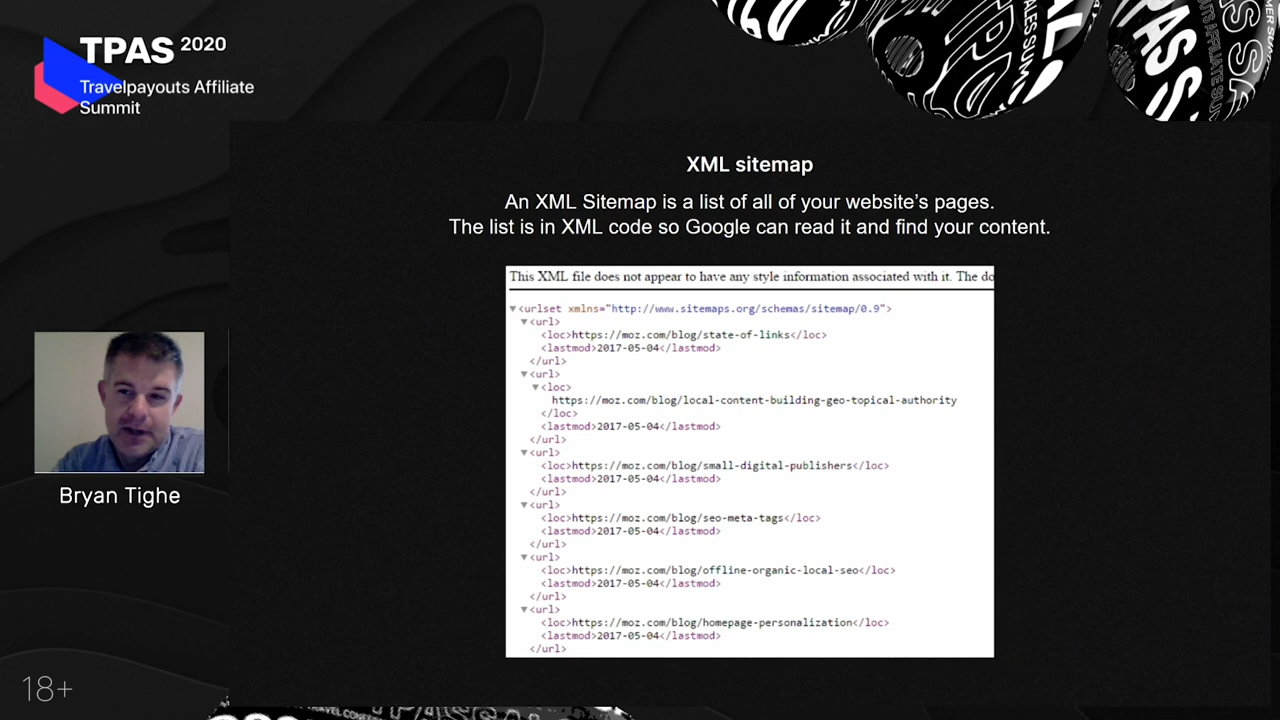 TPAS 2020
Travelpayouts Affiliate
Summit
XML sitemap
An XML Sitemap is a list of all of your website’s pages.
The list is in XML code so Google can read it and find your content.
This XML file does not appear to have any style information associated with it. The do
▼<urlset xmlns="http://www.sitemaps.org/schemas/sitemap/0.9">
▼<url>
<loc>https://moz.com/blog/state-of-links</loc>
<lastmod>2017-05-04</lastmod>
</url>
▼<url>
▼<loc>
https://moz.com/blog/local-content-building-geo-topical-authority
</loc>
<lastmod>2017-05-04</lastmod>
</url>
▼<url>
<loc>https://moz.com/blog/small-digital-publishers</loc>
<lastmod>2017-05-04</lastmod>
</url>
▼<url>
<loc>https://moz.com/blog/seo-meta-tags</loc>
<lastmod>2017-05-04</lastmod>
</url>
▼<url>
<loc>https://moz.com/blog/offline-organic-local-seo</loc>
<lastmod>2017-05-04</lastmod>
</url>
▼<url>
<loc>https://moz.com/blog/homepage-personalization</loc>
<lastmod>2017-05-04</lastmod>
</url>
Bryan Tighe
18+